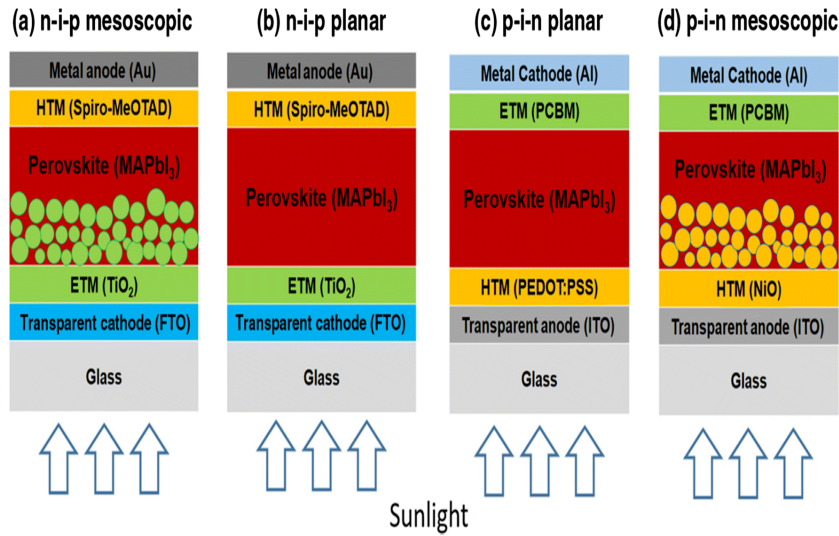 (a) n-i-p mesoscopic
Metal anode (Au)
HTM (Spiro-MeOTAD)
Perovskite (MAPbI₃)
ETM (TiO₂)
Transparent cathode (FTO)
Glass
(b) n-i-p planar
Metal anode (Au)
HTM (Spiro-MeOTAD)
Perovskite (MAPbI₃)
ETM (TiO₂)
Transparent cathode (FTO)
Glass
(c) p-i-n planar
Metal Cathode (Al)
ETM (PCBM)
Perovskite (MAPbI₃)
HTM (PEDOT:PSS)
Transparent anode (ITO)
Glass
(d) p-i-n mesoscopic
Metal Cathode (Al)
ETM (PCBM)
Perovskite (MAPbI₃)
HTM (NiO)
Transparent anode (ITO)
Glass
Sunlight